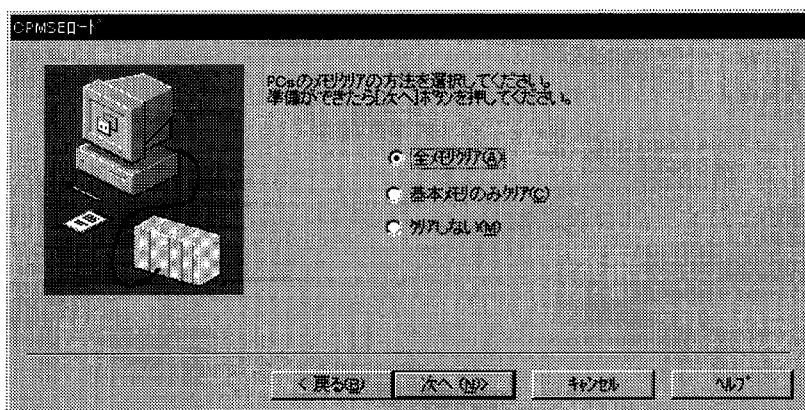 CPMSEﾛｰﾄﾞ
PCsのﾒﾓﾘｸﾘｱの方法を選択してください。
準備ができたら[次へ]ﾎﾞﾀﾝを押してください。
全ﾒﾓﾘｸﾘｱ(A)
基本ﾒﾓﾘのみｸﾘｱ(C)
ｸﾘｱしない(M)
< 戻る(B)
次へ (N)>
ｷｬﾝｾﾙ
ﾍﾙﾌﾟ